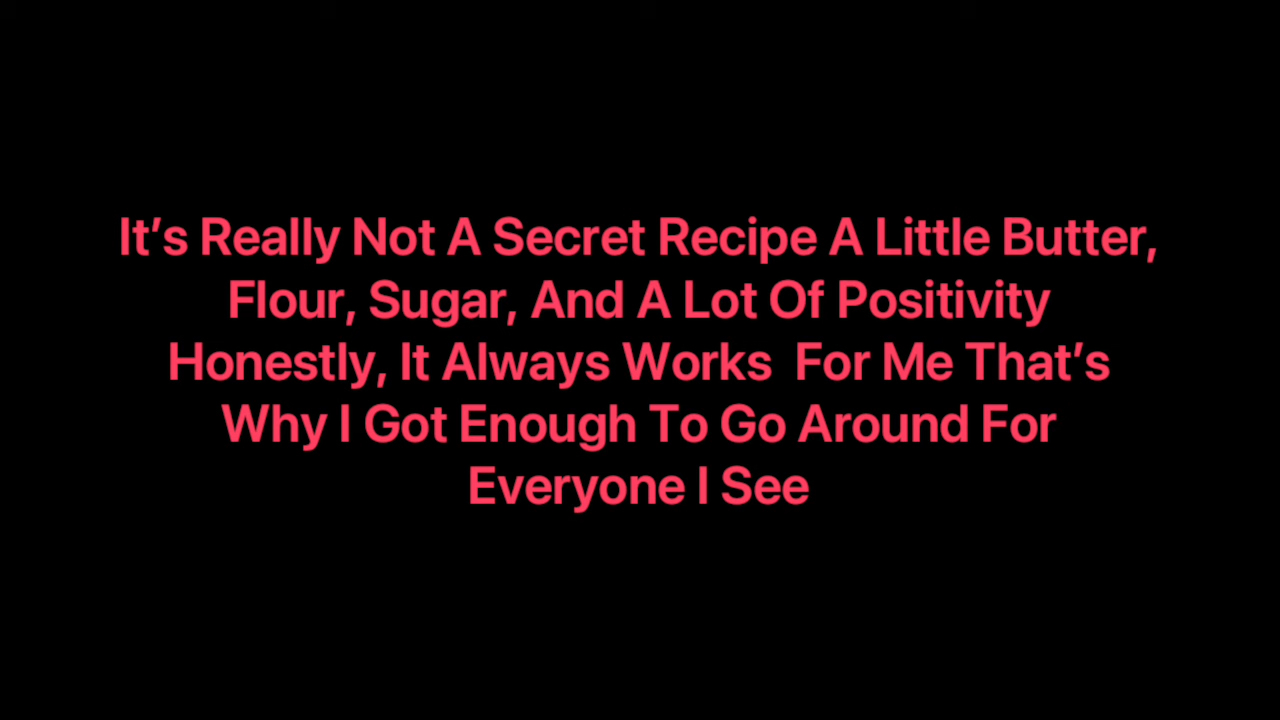 It’s Really Not A Secret Recipe A Little Butter,
Flour, Sugar, And A Lot Of Positivity
Honestly, It Always Works  For Me That’s
Why I Got Enough To Go Around For
Everyone I See